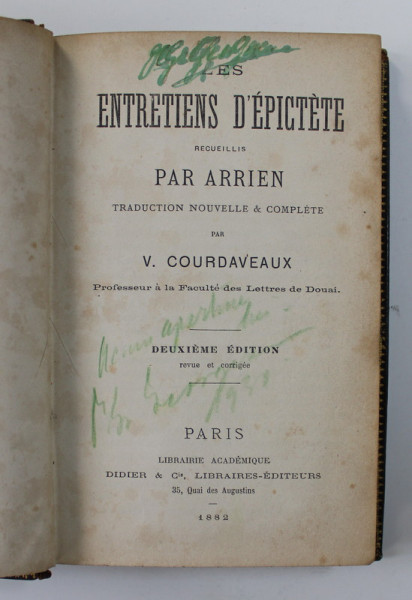 LES
ENTRETIENS D'ÉPICTÈTE
RECUEILLIS
PAR ARRIEN
TRADUCTION NOUVELLE & COMPLÈTE
PAR
V. COURDAVEAUX
Professeur à la Faculté des Lettres de Douai.
DEUXIÈME ÉDITION
revue et corrigée
PARIS
LIBRAIRIE ACADÉMIQUE
DIDIER & Cie, LIBRAIRES-ÉDITEURS
35, Quai des Augustins
1882